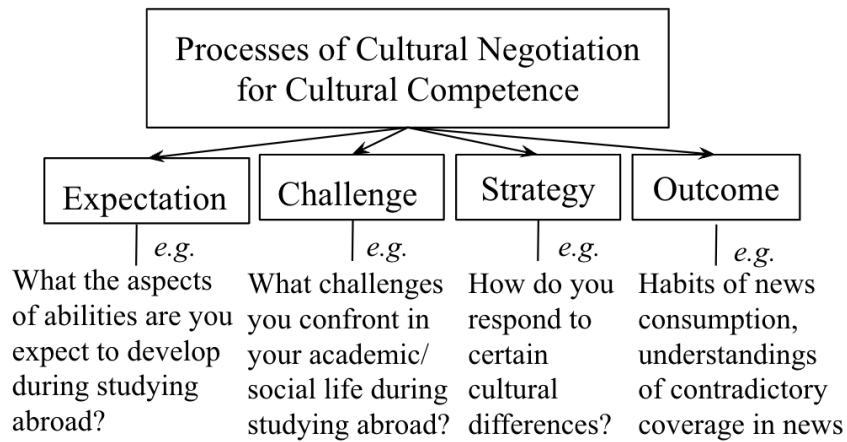 Processes of Cultural Negotiation
for Cultural Competence
Expectation
Challenge
Strategy
Outcome
e.g.
e.g.
e.g.
e.g.
What the aspects
of abilities are you
expect to develop
during studying
abroad?
What challenges
you confront in
your academic/
social life during
studying abroad?
How do you
respond to
certain
cultural
differences?
Habits of news
consumption,
understandings
of contradictory
coverage in news